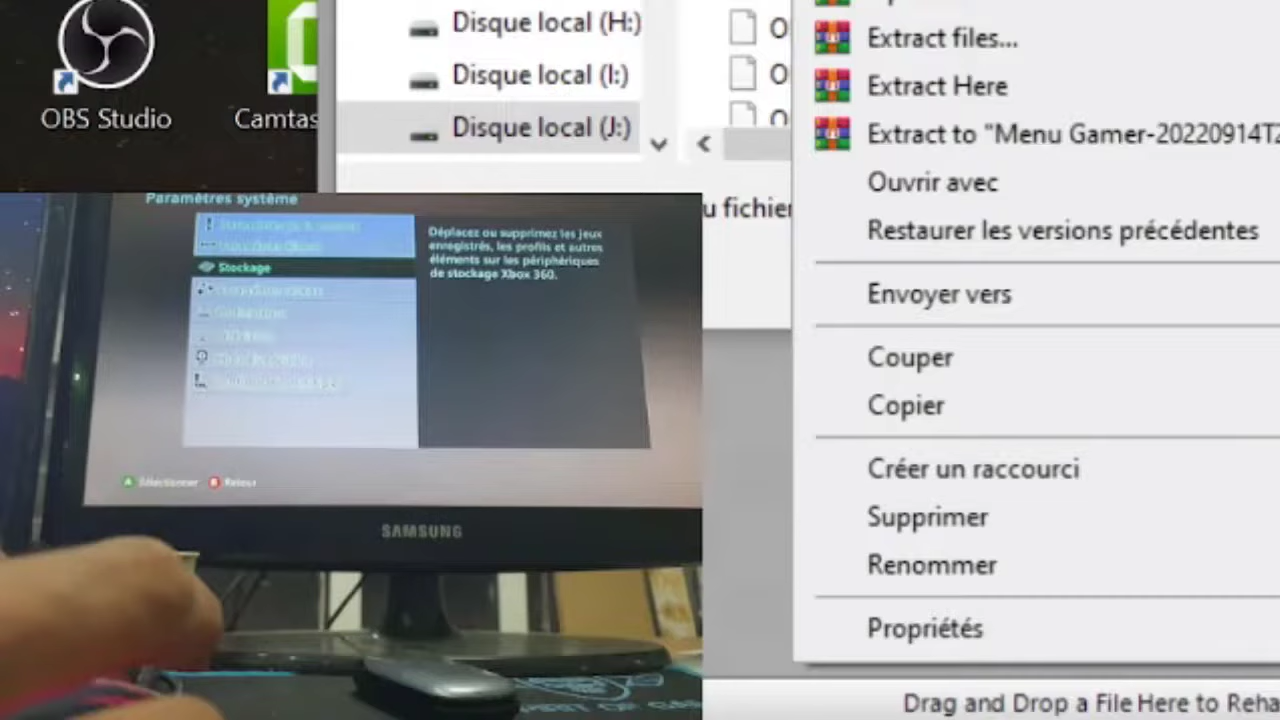 OBS Studio
Camtas
Disque local (H:)
Disque local (I:)
Disque local (J:)
u fichier
Extract files...
Extract Here
Extract to "Menu Gamer-20220914T2
Ouvrir avec
Restaurer les versions précédentes
Envoyer vers
Couper
Copier
Créer un raccourci
Supprimer
Renommer
Propriétés
Drag and Drop a File Here to Reha
Paramètres système
Stockage
Déplacez ou supprimez les jeux
enregistrés, les profils et autres
éléments sur les périphériques
de stockage Xbox 360.
A Sélectionner B Retour
SAMSUNG